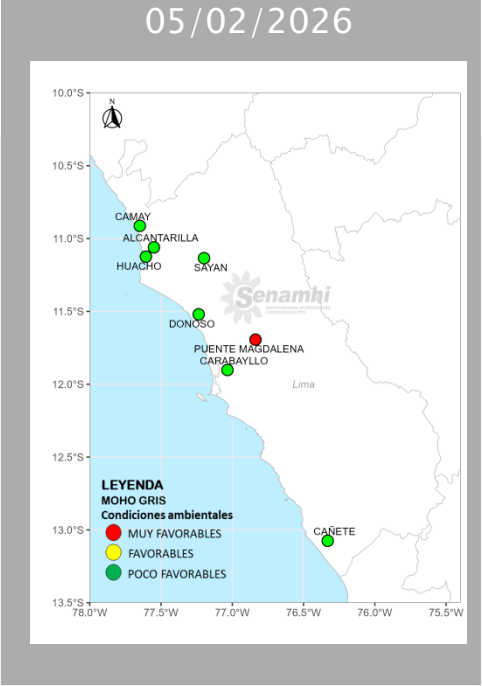 05/02/2026
10.0°S
N
10.5°S
CAMAY
11.0°S
ALCANTARILLA
HUACHO
SAYAN
Senamhi
11.5°S
DONOSO
PUENTE MAGDALENA
CARABAYLLO
12.0°S
Lima
12.5°S
LEYENDA
MOHO GRIS
Condiciones ambientales
13.0°S
CAÑETE
MUY FAVORABLES
FAVORABLES
POCO FAVORABLES
13.5°S
78.0°W 77.5°W 77.0°W 76.5°W 76.0°W 75.5°W